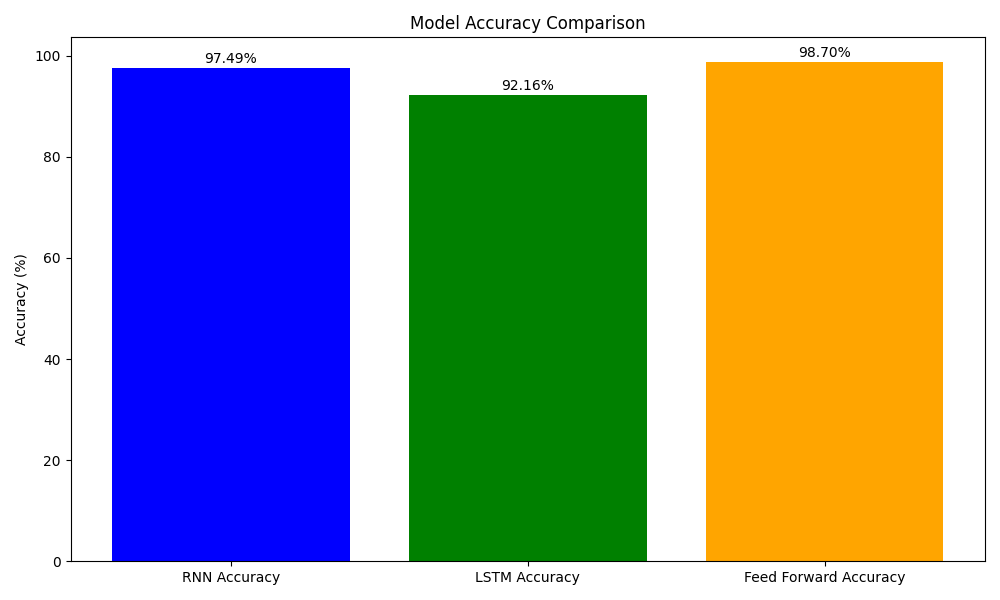 Model Accuracy Comparison
97.49%
92.16%
98.70%
Accuracy (%)
100
80
60
40
20
0
RNN Accuracy
LSTM Accuracy
Feed Forward Accuracy